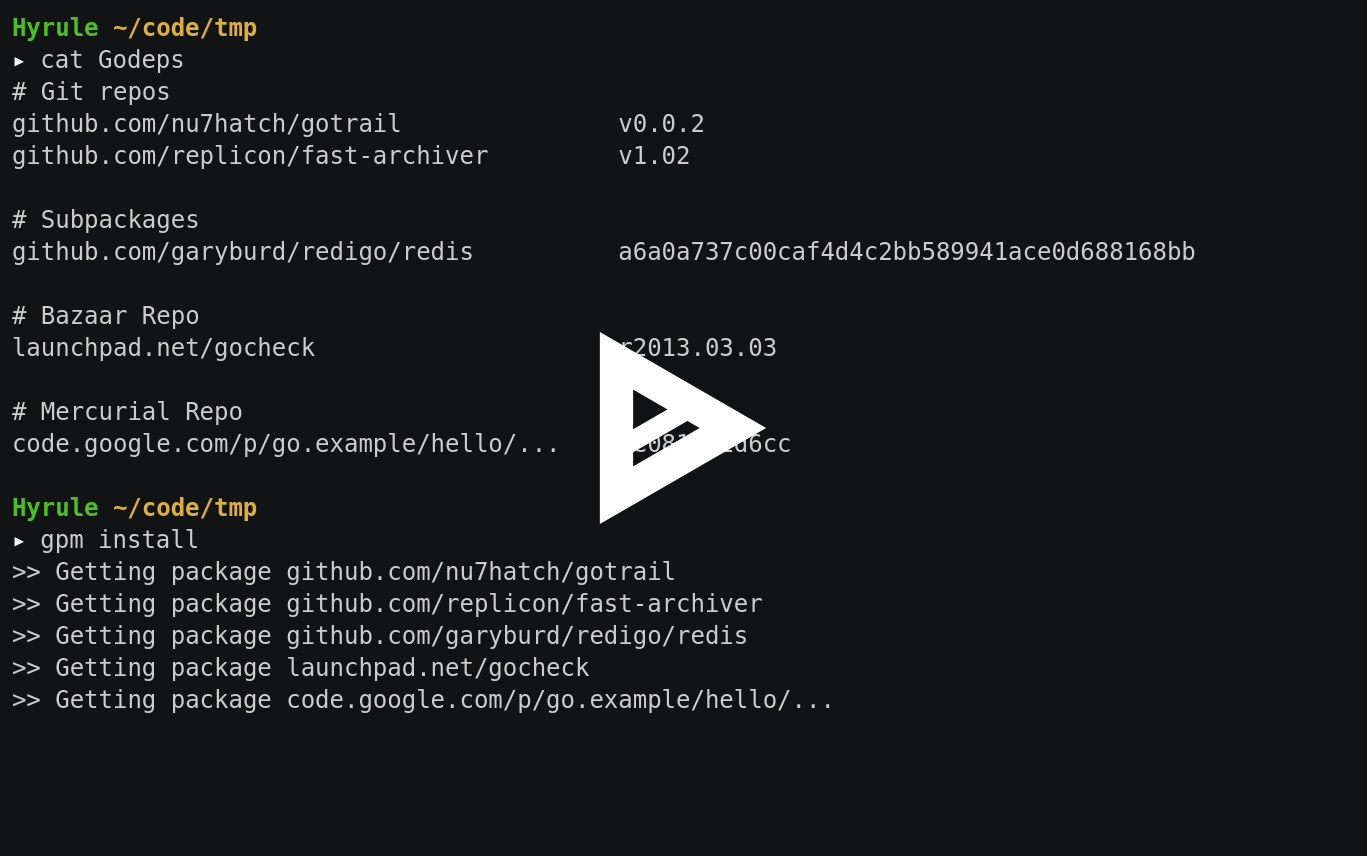 Hyrule ~/code/tmp
▸ cat Godeps
# Git repos
github.com/nu7hatch/gotrail v0.0.2
github.com/replicon/fast-archiver v1.02
# Subpackages
github.com/garyburd/redigo/redis a6a0a737c00caf4d4c2bb589941ace0d688168bb
# Bazaar Repo
launchpad.net/gocheck r2013.03.03
# Mercurial Repo
code.google.com/p/go.example/hello/...
Hyrule ~/code/tmp
▸ gpm install
>> Getting package github.com/nu7hatch/gotrail
>> Getting package github.com/replicon/fast-archiver
>> Getting package github.com/garyburd/redigo/redis
>> Getting package launchpad.net/gocheck
>> Getting package code.google.com/p/go.example/hello/...